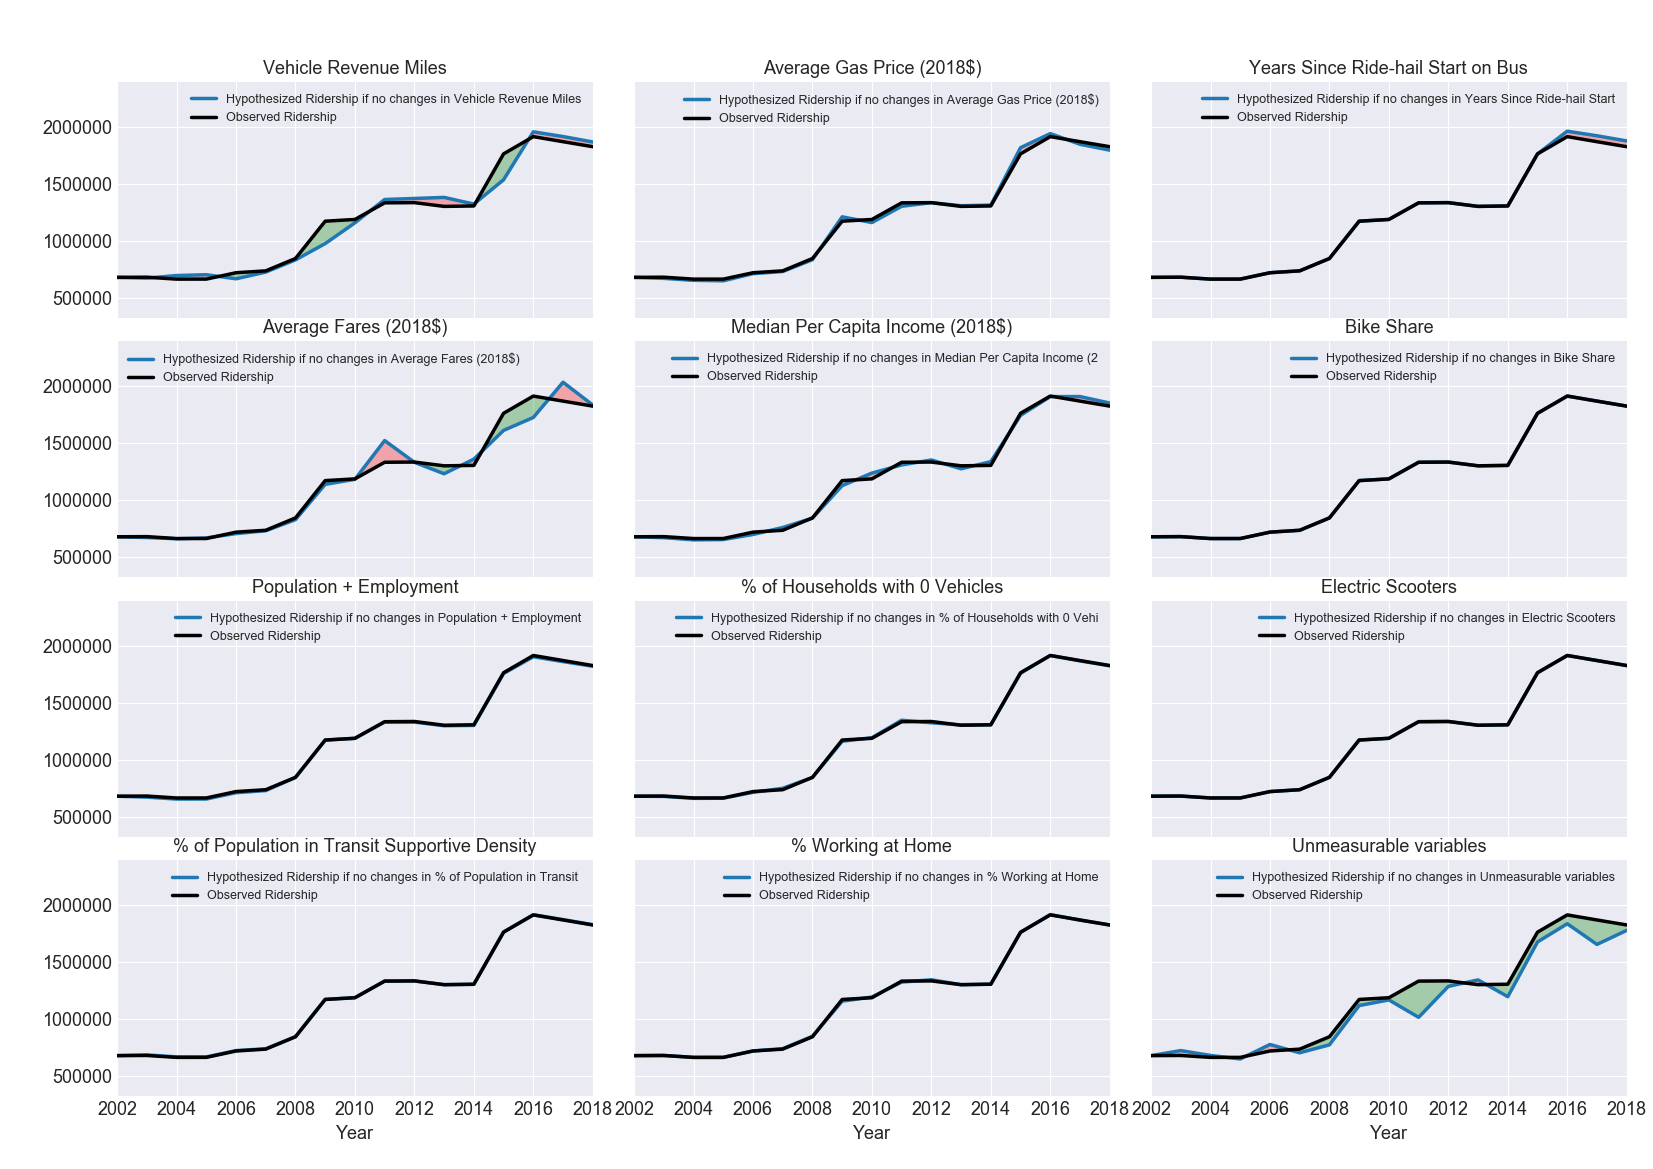 Vehicle Revenue Miles
Hypothesized Ridership if no changes in Vehicle Revenue Miles
Observed Ridership
2000000
1500000
1000000
500000
Average Gas Price (2018$)
Hypothesized Ridership if no changes in Average Gas Price (2018$)
Observed Ridership
Years Since Ride-hail Start on Bus
Hypothesized Ridership if no changes in Years Since Ride-hail Start
Observed Ridership
Average Fares (2018$)
Hypothesized Ridership if no changes in Average Fares (2018$)
Observed Ridership
2000000
1500000
1000000
500000
Median Per Capita Income (2018$)
Hypothesized Ridership if no changes in Median Per Capita Income (2
Observed Ridership
Bike Share
Hypothesized Ridership if no changes in Bike Share
Observed Ridership
Population + Employment
Hypothesized Ridership if no changes in Population + Employment
Observed Ridership
2000000
1500000
1000000
500000
% of Households with 0 Vehicles
Hypothesized Ridership if no changes in % of Households with 0 Vehi
Observed Ridership
Electric Scooters
Hypothesized Ridership if no changes in Electric Scooters
Observed Ridership
% of Population in Transit Supportive Density
Hypothesized Ridership if no changes in % of Population in Transit
Observed Ridership
2000000
1500000
1000000
500000
2002 2004 2006 2008 2010 2012 2014 2016 2018
Year
% Working at Home
Hypothesized Ridership if no changes in % Working at Home
Observed Ridership
2002 2004 2006 2008 2010 2012 2014 2016 2018
Year
Unmeasurable variables
Hypothesized Ridership if no changes in Unmeasurable variables
Observed Ridership
2002 2004 2006 2008 2010 2012 2014 2016 2018
Year